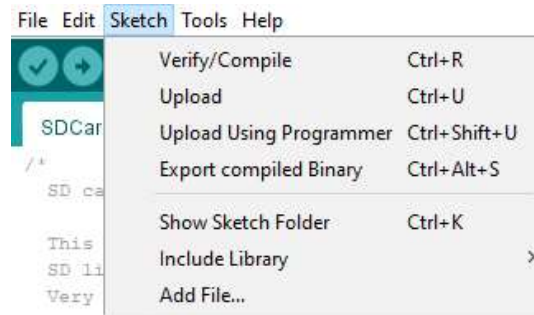 File Edit Sketch Tools Help
Verify/Compile Ctrl+R
Upload Ctrl+U
SDCar
Upload Using Programmer Ctrl+Shift+U
/*
Export compiled Binary Ctrl+Alt+S
SD ca
Show Sketch Folder Ctrl+K
This
Include Library >
SD li
Add File...
Very